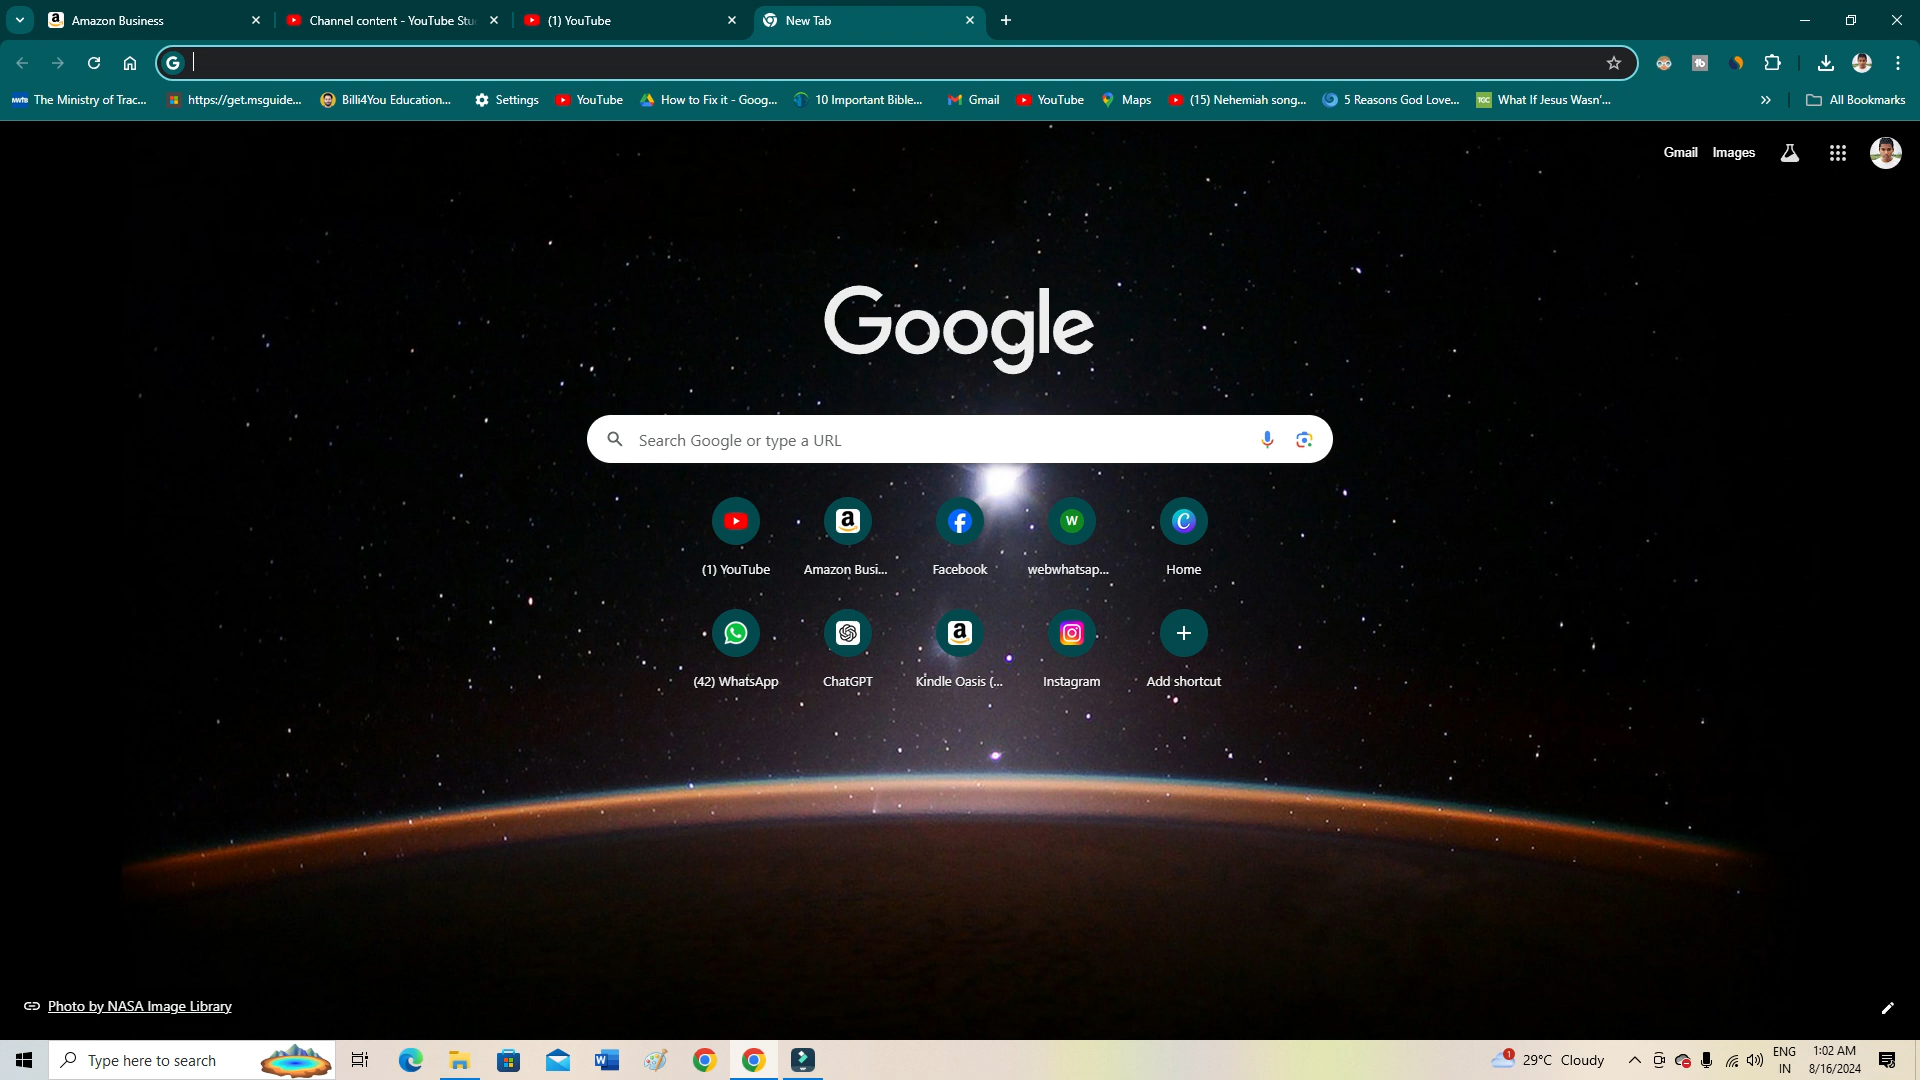 Amazon Business
Channel content - YouTube Stu
(1) YouTube
New Tab
The Ministry of Trac...
https://get.msguide...
Billi4You Education...
Settings
YouTube
How to Fix it - Goog...
10 Important Bible...
Gmail
YouTube
Maps
(15) Nehemiah song...
5 Reasons God Love...
TGC
What If Jesus Wasn'...
All Bookmarks
Gmail
Images
Google
Search Google or type a URL
(1) YouTube
Amazon Busi...
Facebook
W
webwhatsap...
Home
(42) WhatsApp
ChatGPT
Kindle Oasis (...
Instagram
Add shortcut
Photo by NASA Image Library
Type here to search
1
29°C Cloudy
ENG
IN
1:02 AM
8/16/2024